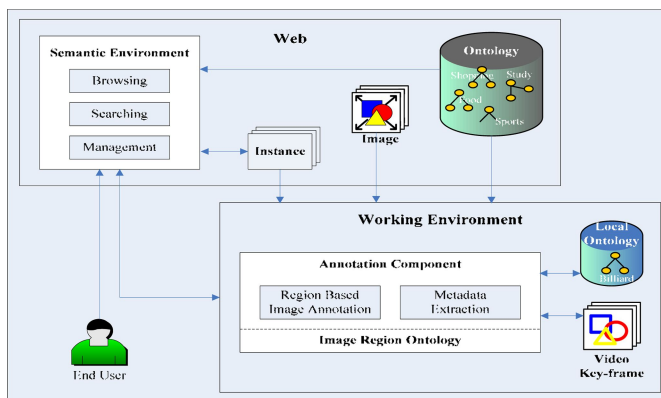 Web
Semantic Environment
Browsing
Searching
Management
Instance
Image
Ontology
Shopping
Study
Food
Sports
Working Environment
Annotation Component
Region Based
Image Annotation
Metadata
Extraction
Image Region Ontology
Local
Ontology
Billiard
Video
Key-frame
End User